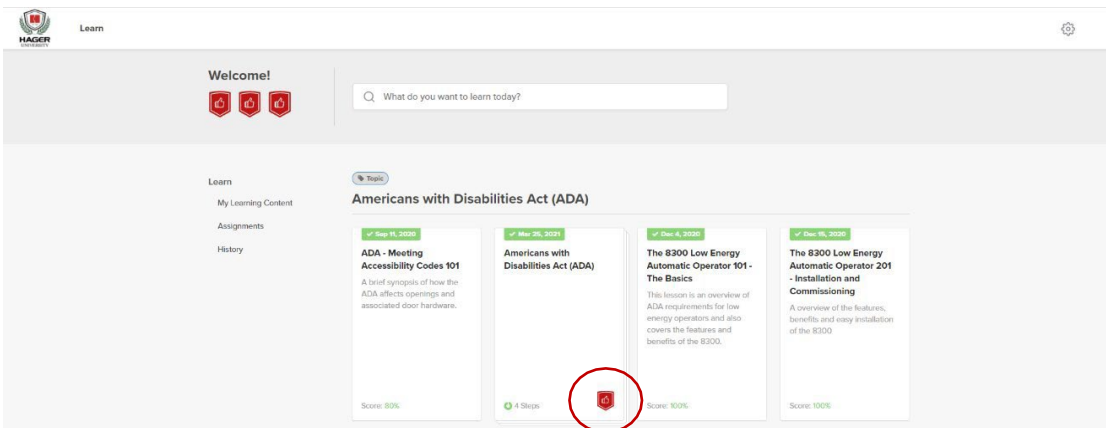 HAGER
UNIVERSITY
Learn
Welcome!
What do you want to learn today?
Learn
My Learning Content
Assignments
History
Topic
Americans with Disabilities Act (ADA)
Sep 11, 2020
ADA - Meeting
Accessibility Codes 101
A brief synopsis of how the
ADA affects openings and
associated door hardware.
Score: 80%
Mar 25, 2021
Americans with
Disabilities Act (ADA)
4 Steps
Dec 4, 2020
The 8300 Low Energy
Automatic Operator 101 -
The Basics
This lesson is an overview of
ADA requirements for low
energy operators and also
covers the features and
benefits of the 8300.
Score: 100%
Dec 15, 2020
The 8300 Low Energy
Automatic Operator 201
- Installation and
Commissioning
A overview of the features,
benefits and easy installation
of the 8300
Score: 100%